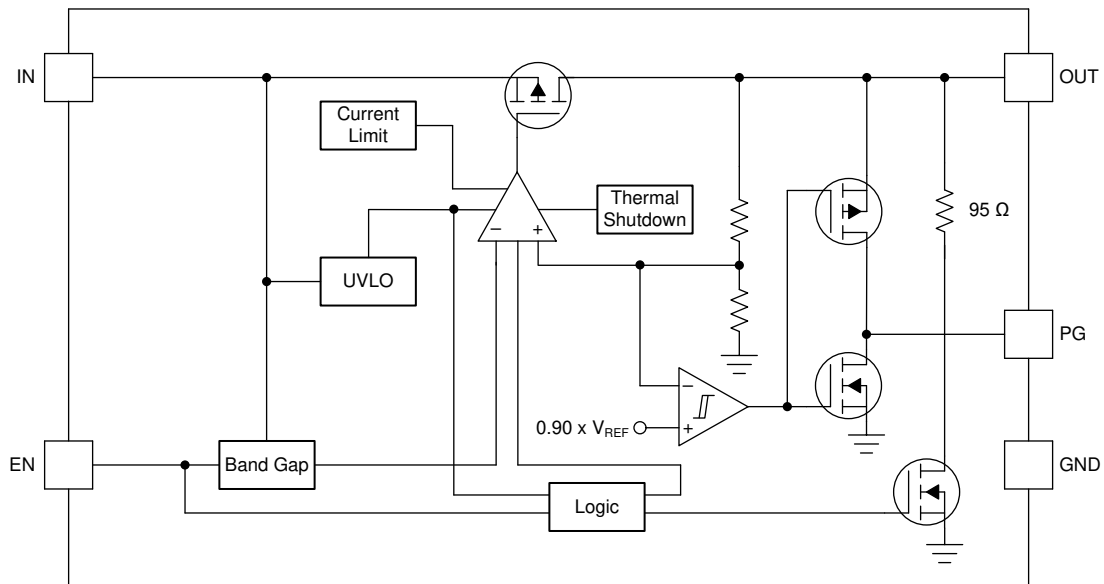 IN
OUT
Current
Limit
Thermal
Shutdown
95 Ω
−
+
UVLO
PG
−
0.90 x VREF
+
EN
Band Gap
GND
Logic